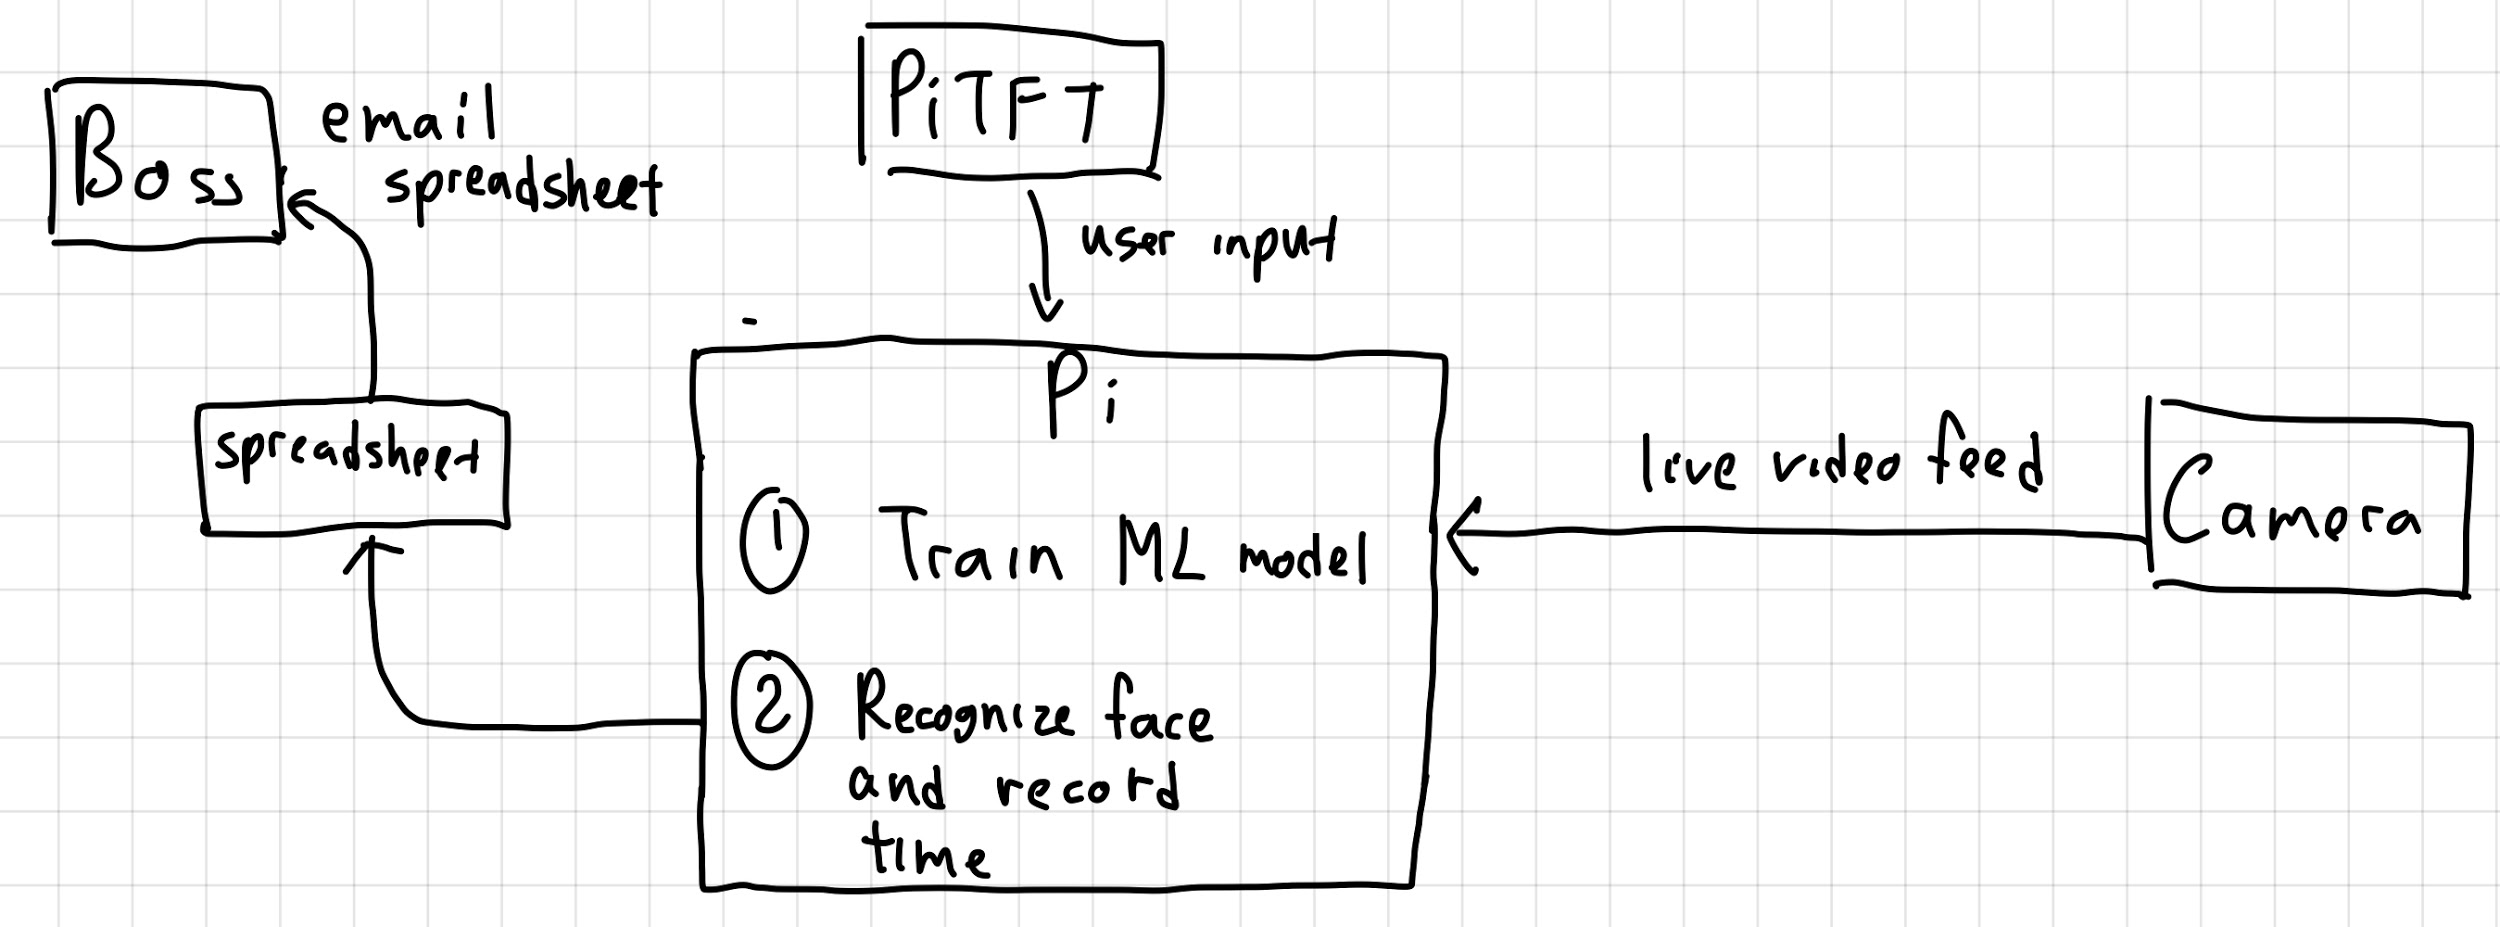 PiTFT
Boss
email
spreadsheet
user input
Pi
spreadsheet
live video feed
Camera
1 Train ML model
2 Recognize face
and record
time